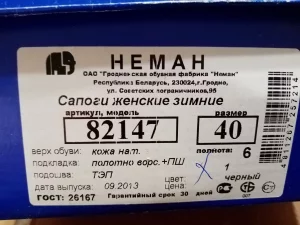 НЕМАН
ОАО "Гродненская обувная фабрика "Неман"
Республика Беларусь, 230024, г.Гродно,
ул. Советских пограничников,95
Сапоги женские зимние
артикул, модель размер
82147 40
полнота: 6
верх обуви: кожа нат.
подкладка: полотно ворс.+ПШ 1
подошва: ТЭП цвет: черный
дата выпуска: 09.2013
Гарантийный срок 30 дней
ГОСТ: 26167